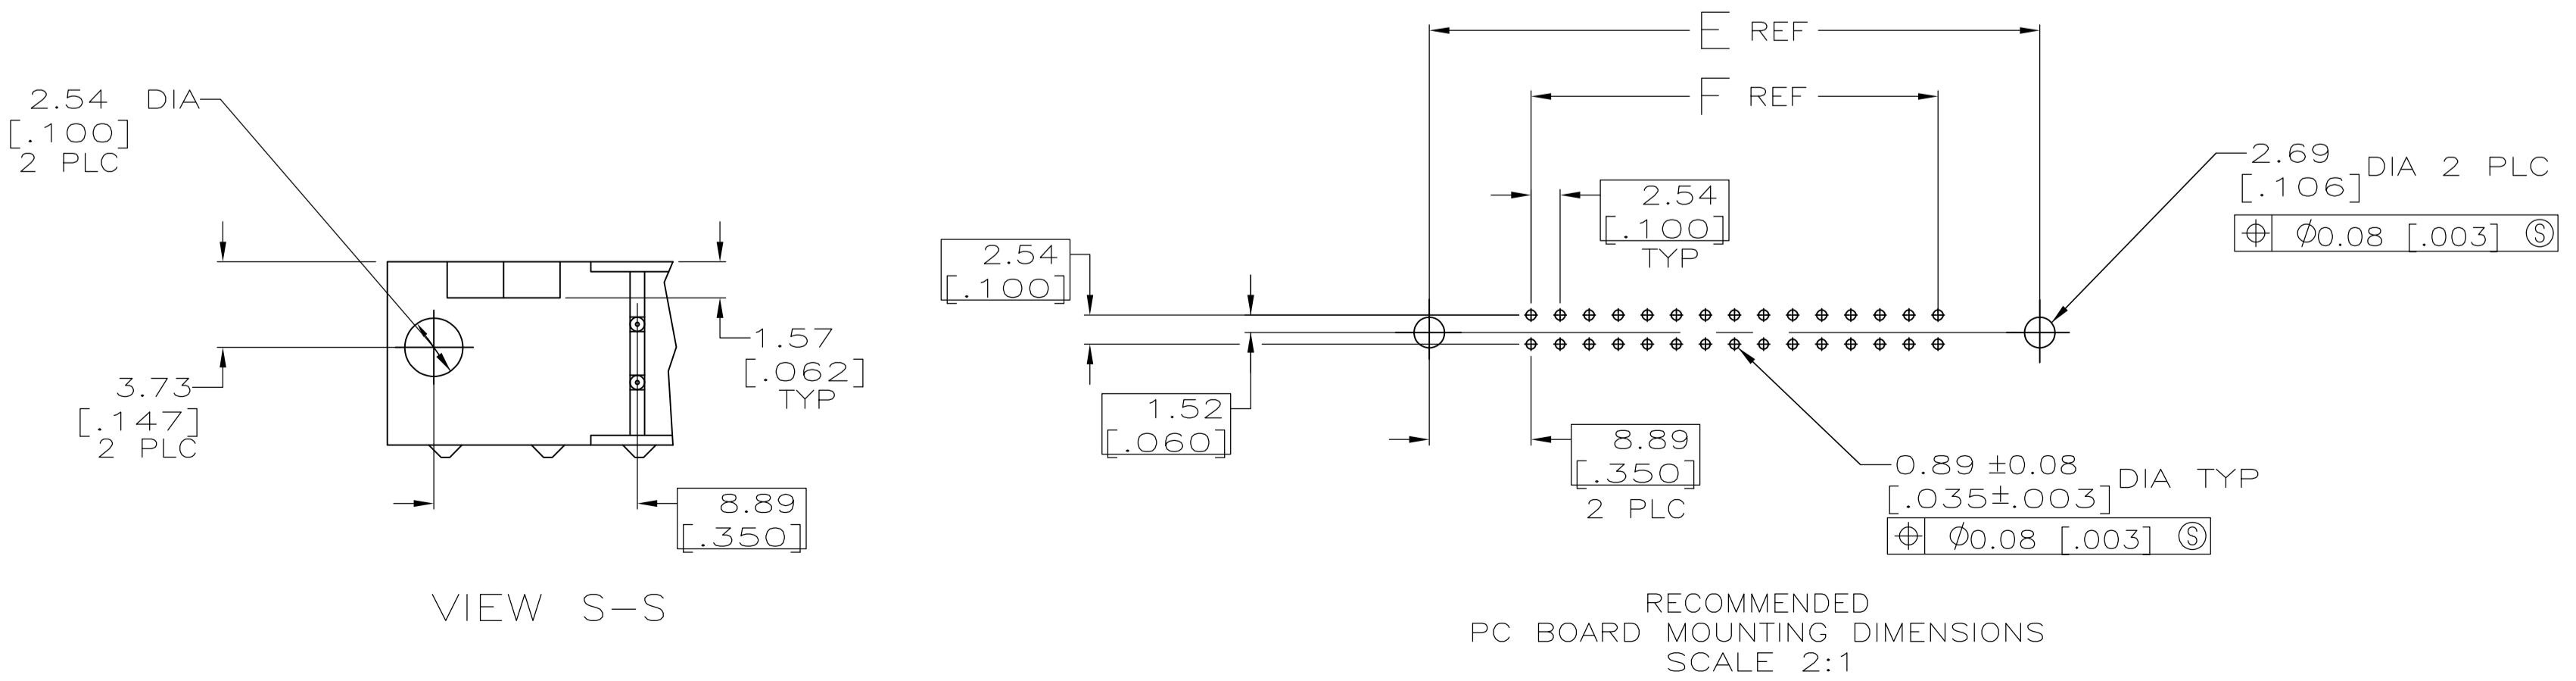 2.54 DIA
[.100]
2 PLC
3.73
[.147]
2 PLC
1.57
[.062]
TYP
8.89
[.350]
VIEW S-S
E REF
F REF
2.54
[.100]
TYP
2.54
[.100]
1.52
[.060]
8.89
[.350]
2 PLC
2.69
[.106] DIA 2 PLC
⌖ ⌀0.08 [.003] Ⓢ
0.89 ±0.08
[.035±.003] DIA TYP
⌖ ⌀0.08 [.003] Ⓢ
RECOMMENDED
PC BOARD MOUNTING DIMENSIONS
SCALE 2:1